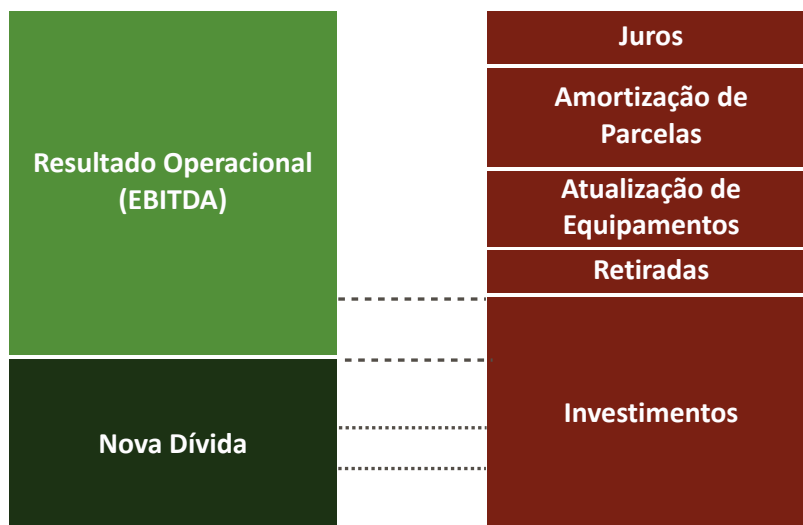 Resultado Operacional
(EBITDA)
Nova Dívida
Juros
Amortização de
Parcelas
Atualização de
Equipamentos
Retiradas
Investimentos